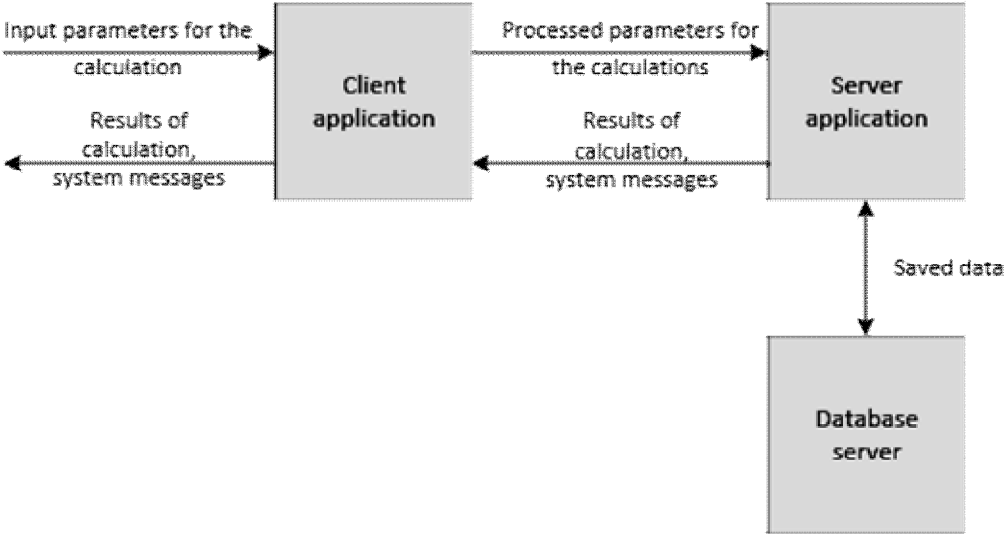 Input parameters for the
calculation
Results of
calculation,
system messages
Client
application
Processed parameters for
the calculations
Results of
calculation,
system messages
Server
application
Saved data
Database
server